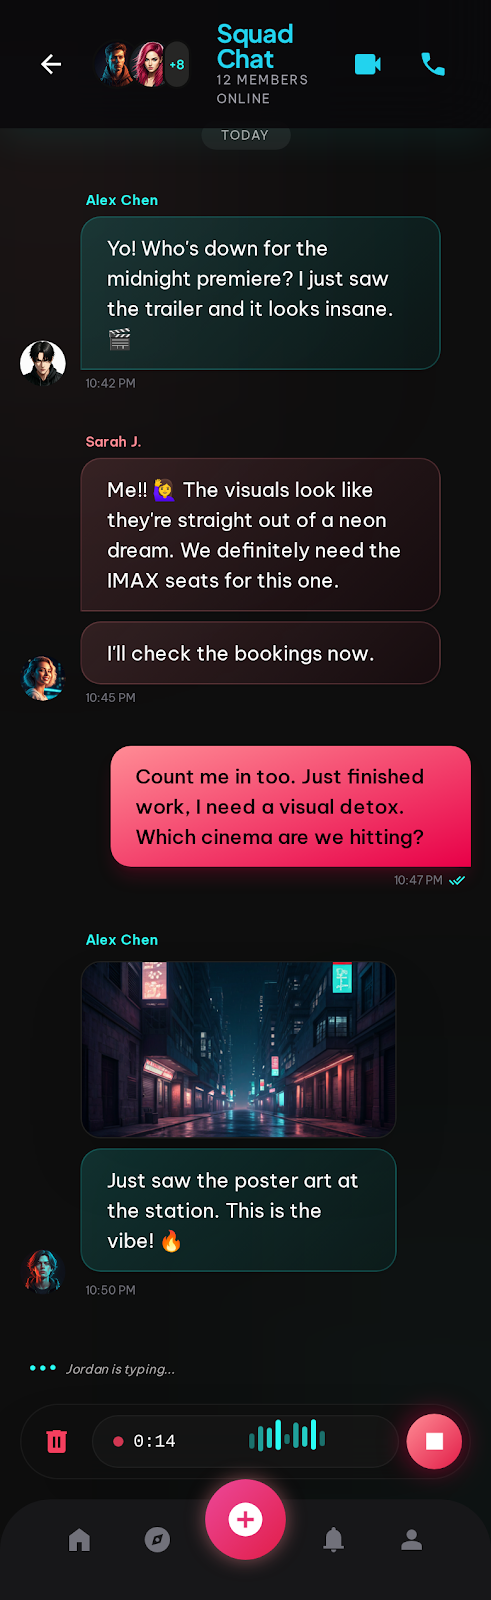 Squad
Chat
+8
12 MEMBERS
ONLINE
TODAY
Alex Chen
Yo! Who's down for the
midnight premiere? I just saw
the trailer and it looks insane.
🎬
10:42 PM
Sarah J.
Me!! 🙋‍♀️ The visuals look like
they're straight out of a neon
dream. We definitely need the
IMAX seats for this one.
I'll check the bookings now.
10:45 PM
Count me in too. Just finished
work, I need a visual detox.
Which cinema are we hitting?
10:47 PM
Alex Chen
Just saw the poster art at
the station. This is the
vibe! 🔥
10:50 PM
Jordan is typing...
0:14